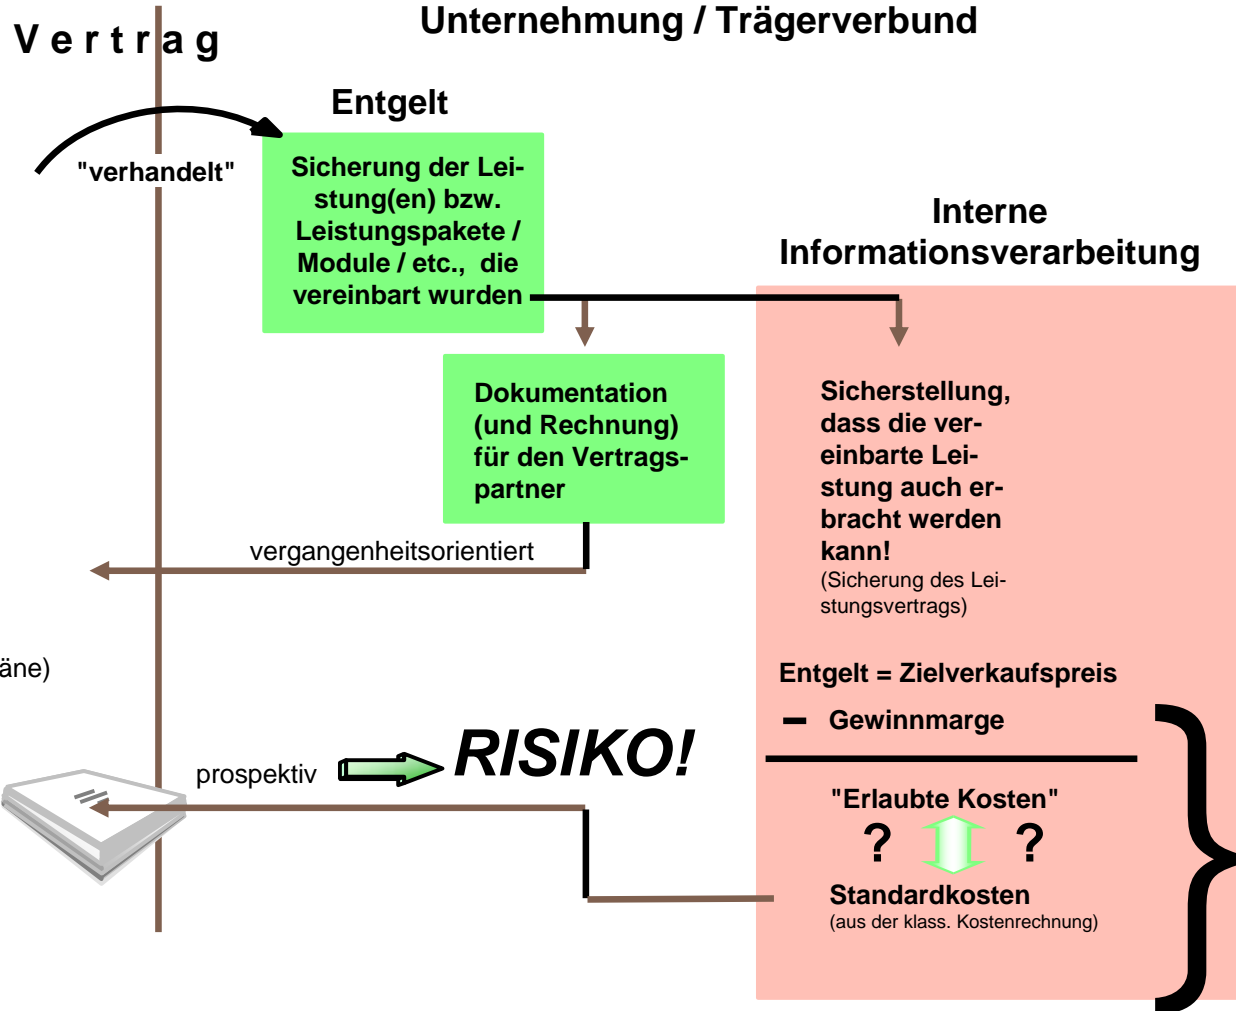 Unternehmung / Trägerverbund
V e r t r a g
Entgelt
"verhandelt"
Sicherung der Lei-
stung(en) bzw.
Leistungspakete /
Module / etc., die
vereinbart wurden
Interne
Informationsverarbeitung
Dokumentation
(und Rechnung)
für den Vertrags-
partner
Sicherstellung,
dass die ver-
einbarte Lei-
stung auch er-
bracht werden
kann!
(Sicherung des Lei-
stungsvertrags)
vergangenheitsorientiert
äne)
Entgelt = Zielverkaufspreis
– Gewinnmarge
prospektiv
RISIKO!
"Erlaubte Kosten"
? ?
Standardkosten
(aus der klass. Kostenrechnung)